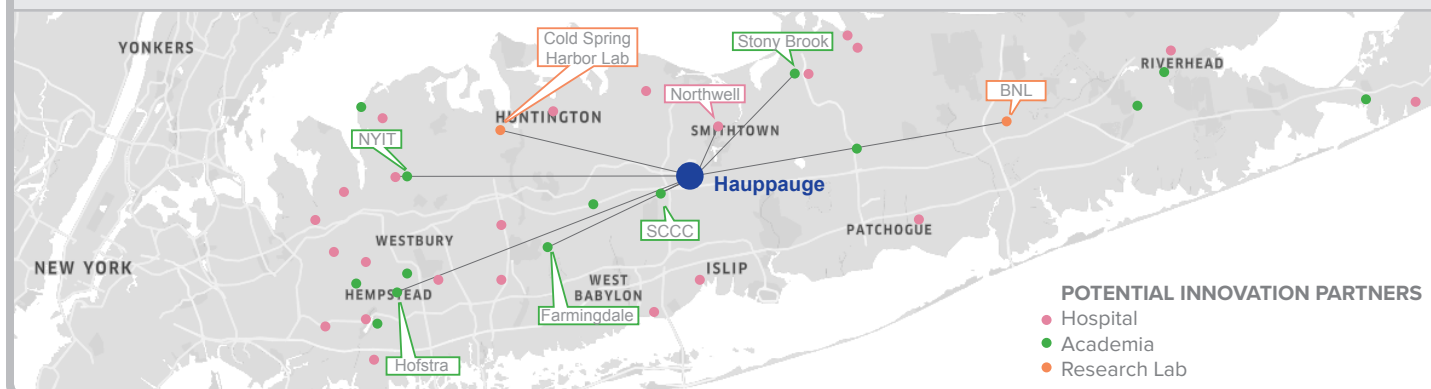 YONKERS
Cold Spring
Harbor Lab
Stony Brook
RIVERHEAD
Northwell
BNL
HUNTINGTON
SMITHTOWN
NYIT
Hauppauge
SCCC
PATCHOGUE
WESTBURY
NEW YORK
ISLIP
WEST
BABYLON
HEMPSTEAD
Farmingdale
Hofstra
POTENTIAL INNOVATION PARTNERS
Hospital
Academia
Research Lab